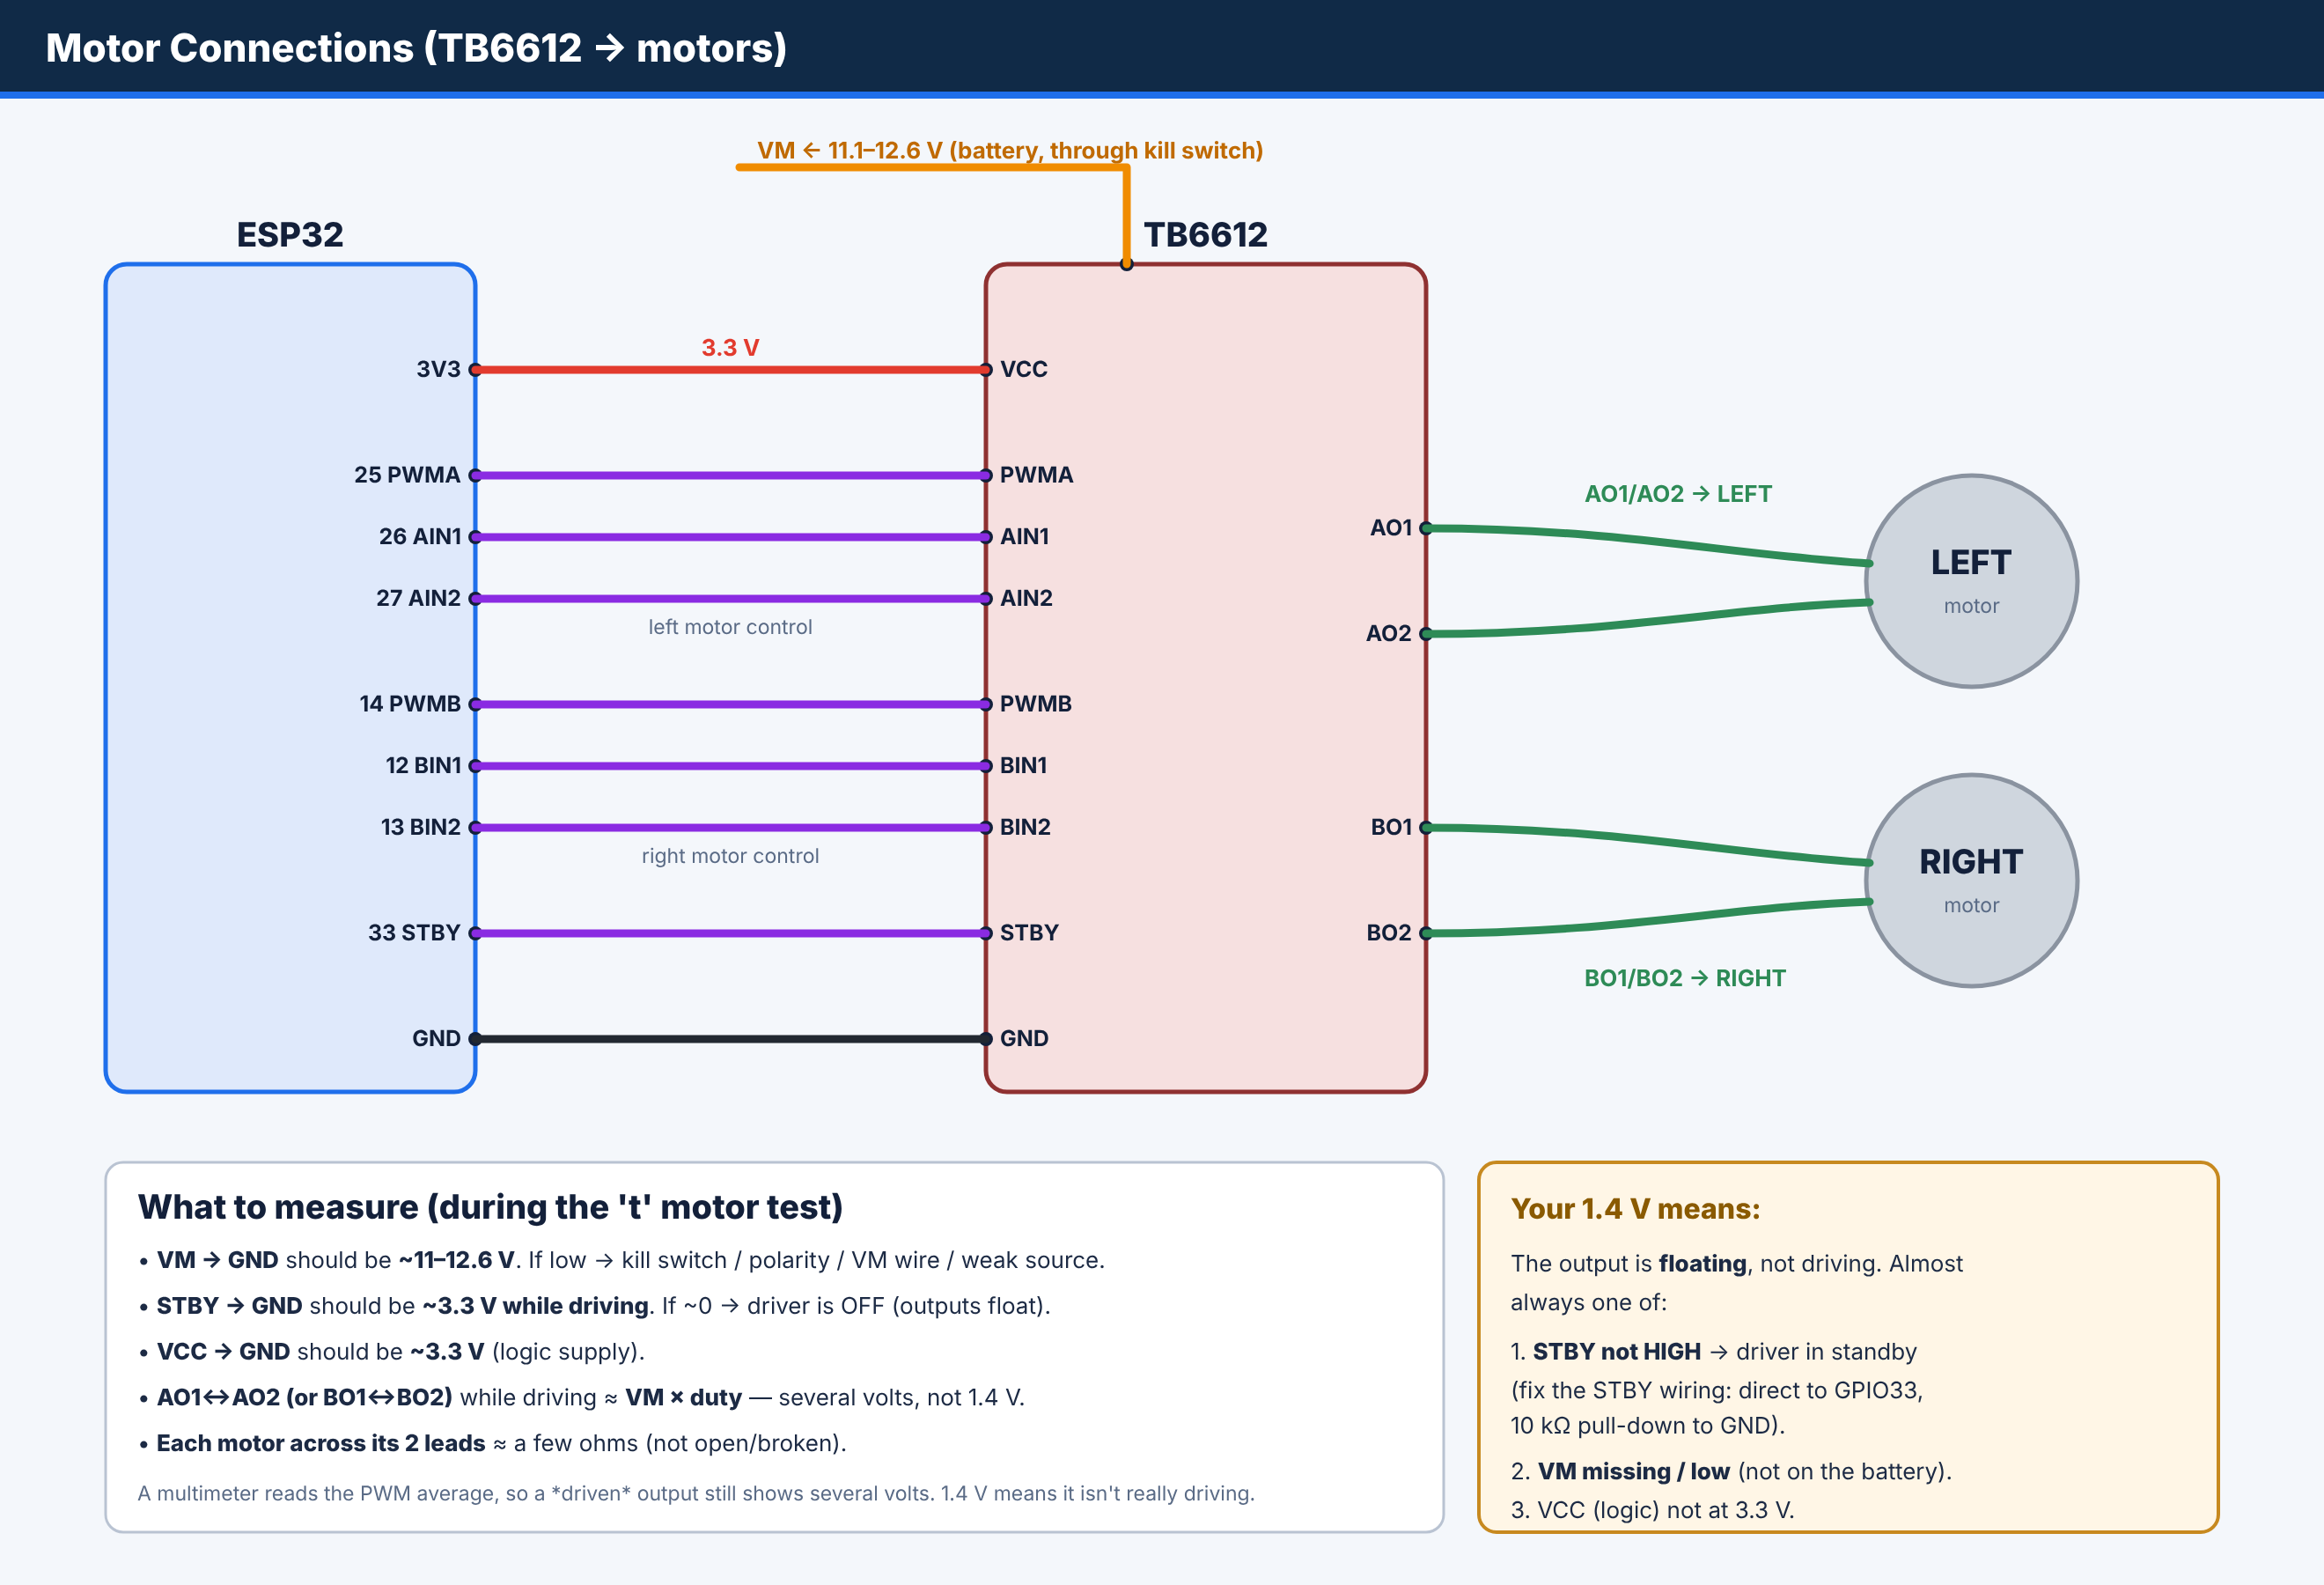 Motor Connections (TB6612 → motors)
VM ← 11.1–12.6 V (battery, through kill switch)
ESP32
TB6612
3.3 V
3V3
VCC
25 PWMA
PWMA
26 AIN1
AIN1
27 AIN2
AIN2
left motor control
14 PWMB
PWMB
12 BIN1
BIN1
13 BIN2
BIN2
right motor control
33 STBY
STBY
GND
GND
AO1
AO2
BO1
BO2
AO1/AO2 → LEFT
LEFT
motor
RIGHT
motor
BO1/BO2 → RIGHT
What to measure (during the 't' motor test)
• VM → GND should be ~11–12.6 V. If low → kill switch / polarity / VM wire / weak source.
• STBY → GND should be ~3.3 V while driving. If ~0 → driver is OFF (outputs float).
• VCC → GND should be ~3.3 V (logic supply).
• AO1↔AO2 (or BO1↔BO2) while driving ≈ VM × duty — several volts, not 1.4 V.
• Each motor across its 2 leads ≈ a few ohms (not open/broken).
A multimeter reads the PWM average, so a *driven* output still shows several volts. 1.4 V means it isn't really driving.
Your 1.4 V means:
The output is floating, not driving. Almost
always one of:
1. STBY not HIGH → driver in standby
(fix the STBY wiring: direct to GPIO33,
10 kΩ pull-down to GND).
2. VM missing / low (not on the battery).
3. VCC (logic) not at 3.3 V.